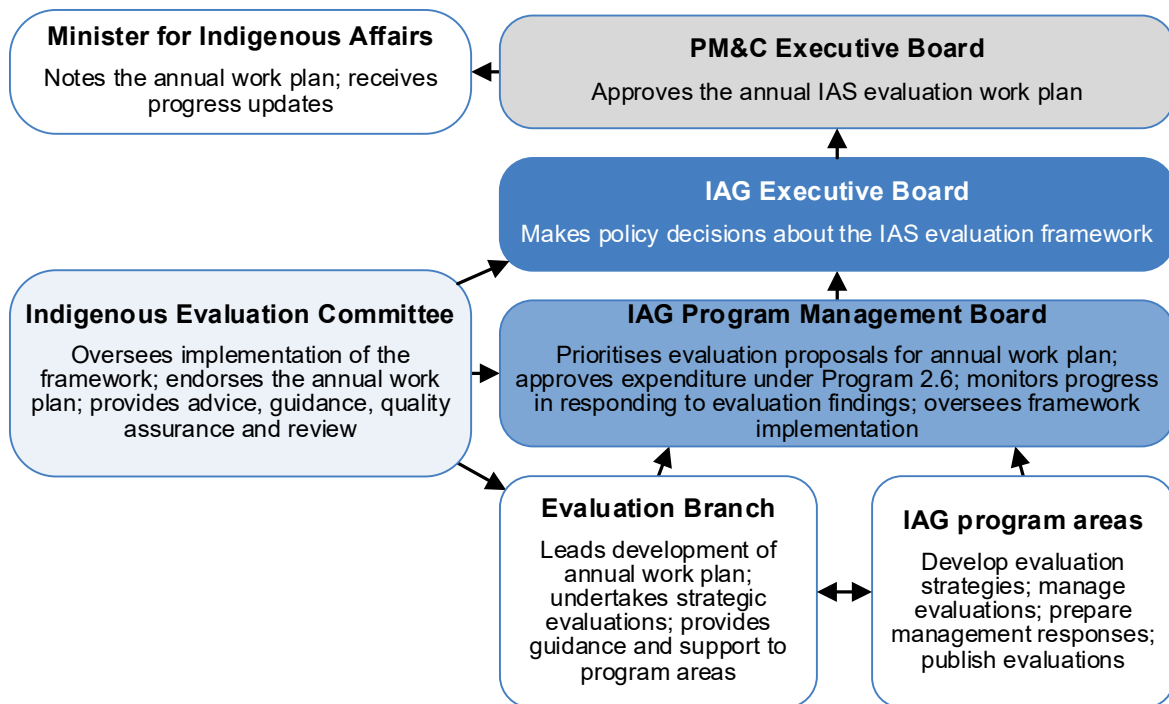 Minister for Indigenous Affairs
Notes the annual work plan; receives
progress updates
PM&C Executive Board
Approves the annual IAS evaluation work plan
IAG Executive Board
Makes policy decisions about the IAS evaluation framework
Indigenous Evaluation Committee
Oversees implementation of the
framework; endorses the annual work
plan; provides advice, guidance, quality
assurance and review
IAG Program Management Board
Prioritises evaluation proposals for annual work plan;
approves expenditure under Program 2.6; monitors progress
in responding to evaluation findings; oversees framework
implementation
Evaluation Branch
Leads development of
annual work plan;
undertakes strategic
evaluations; provides
guidance and support to
program areas
IAG program areas
Develop evaluation
strategies; manage
evaluations; prepare
management responses;
publish evaluations